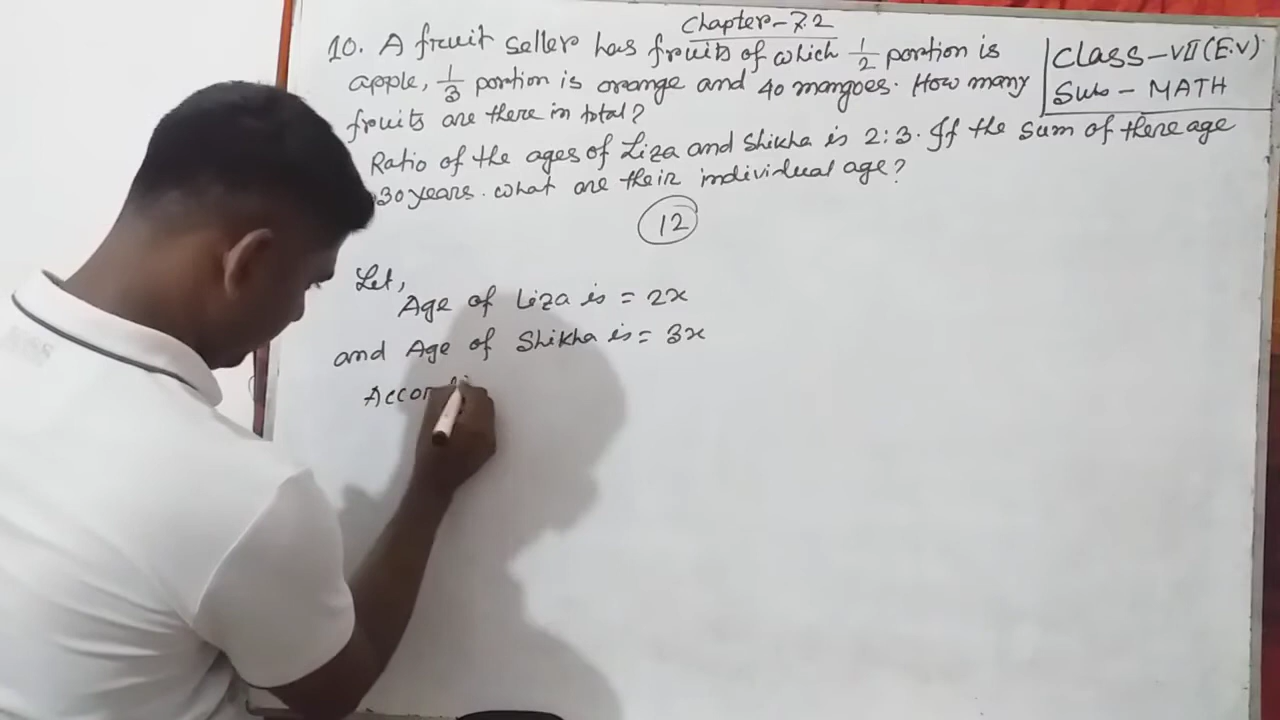 Chapter-7.2
10. A fruit seller has fruits of which 1/2 portion is
apple, 1/3 portion is orange and 40 mangoes. How many
fruits are there in total?
Class-VII (E.V)
Sub-MATH
Ratio of the ages of Liza and Shikha is 2:3. If the sum of there age
30 years. what are their individual age?
12
Let,
Age of Liza is = 2x
and Age of Shikha is = 3x
Accor